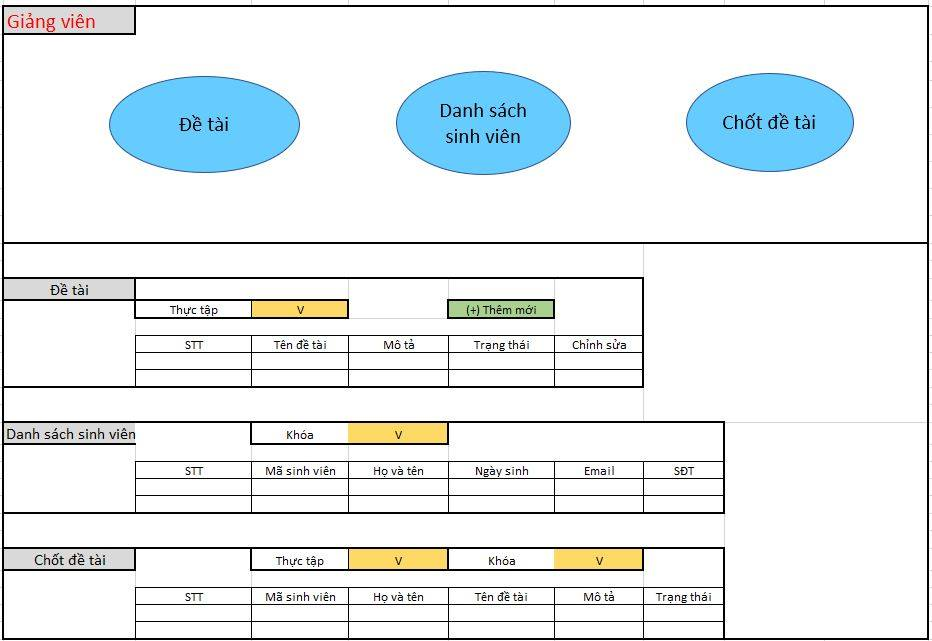 Giảng viên
Đề tài
Danh sách
sinh viên
Chốt đề tài
Đề tài
Thực tập V (+) Thêm mới
STT Tên đề tài Mô tả Trạng thái Chỉnh sửa
Danh sách sinh viên Khóa V
STT Mã sinh viên Họ và tên Ngày sinh Email SĐT
Chốt đề tài Thực tập V Khóa V
STT Mã sinh viên Họ và tên Tên đề tài Mô tả Trạng thái